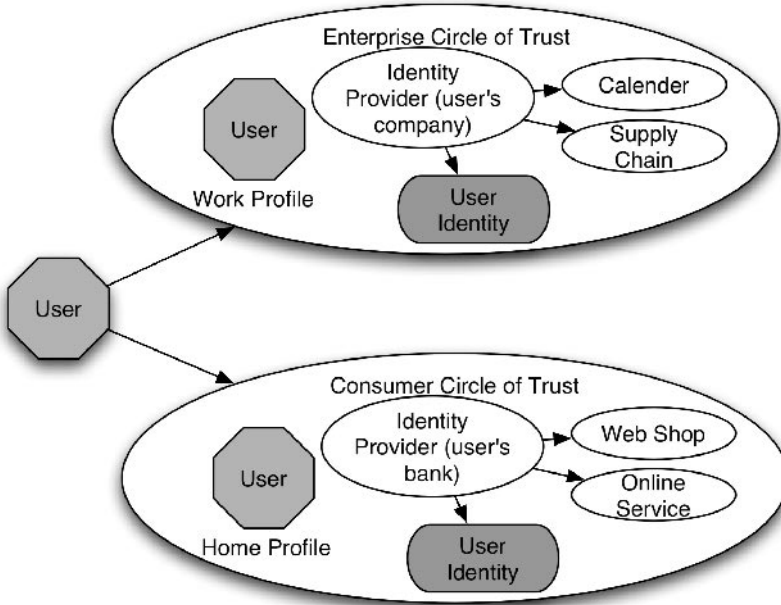 Enterprise Circle of Trust
Identity
Provider (user's
company)
Calender
Supply
Chain
User
Work Profile
User
Identity
User
Consumer Circle of Trust
Identity
Provider (user's
bank)
Web Shop
Online
Service
User
Home Profile
User
Identity